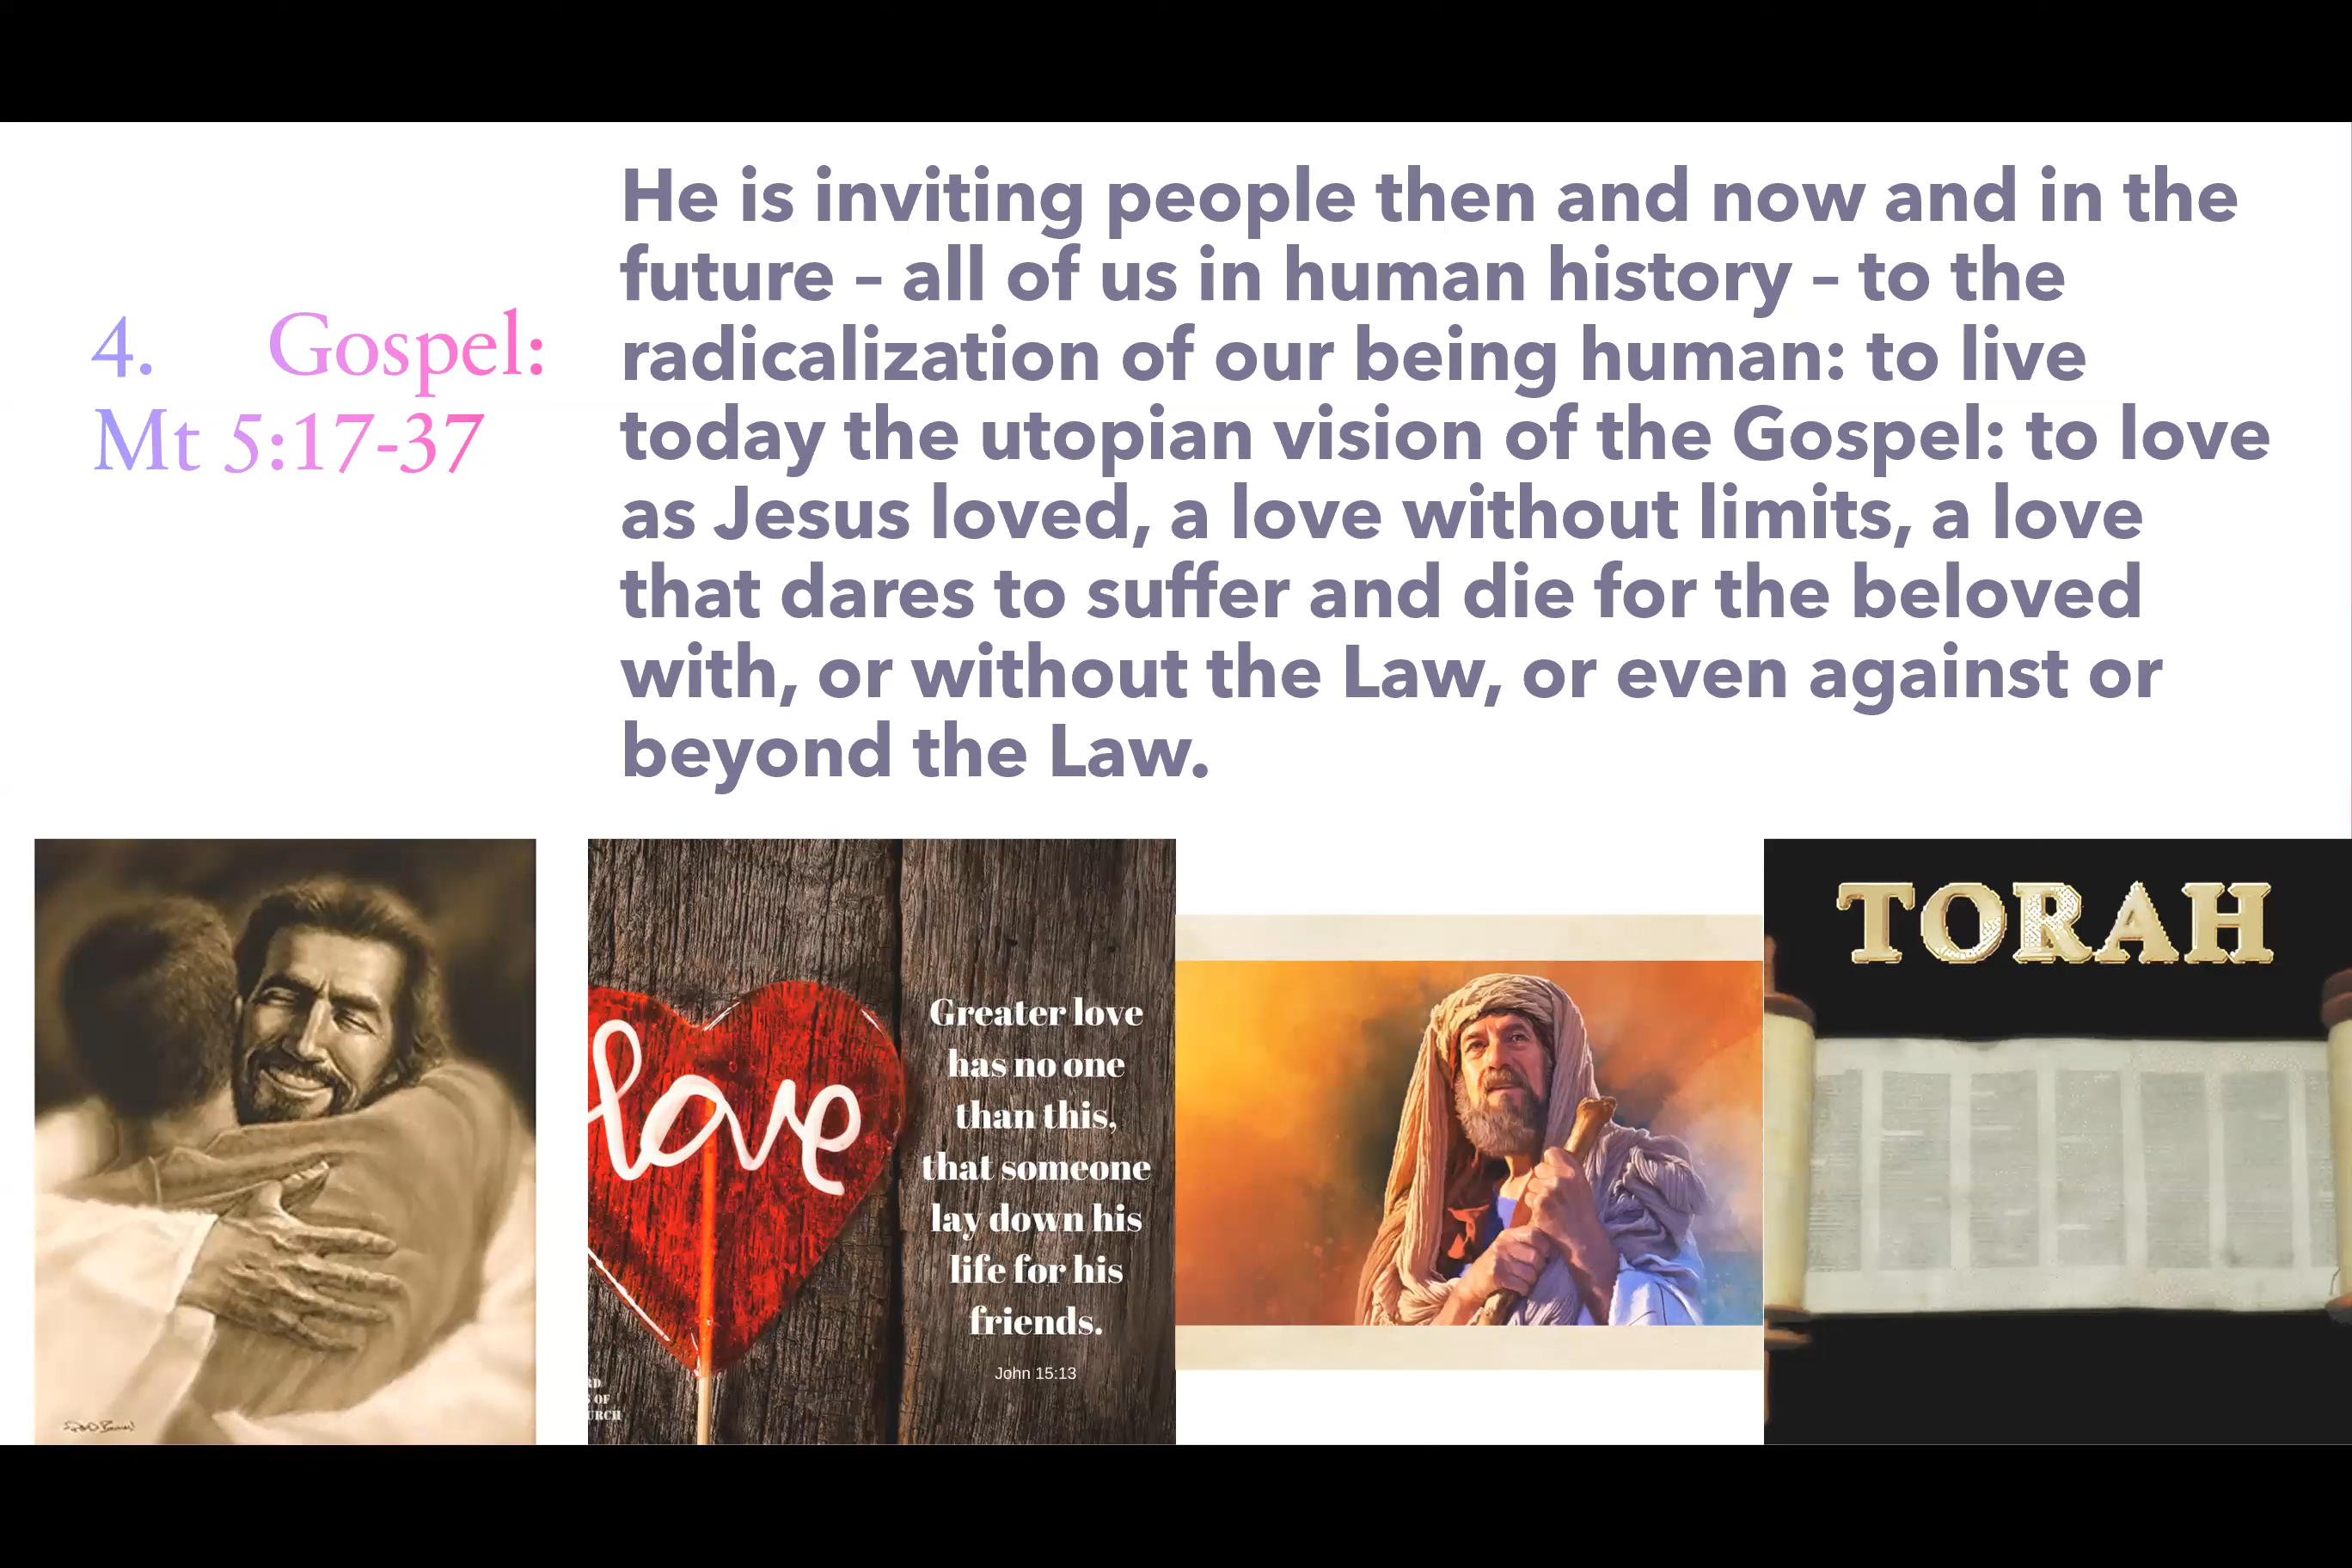 4. Gospel:
Mt 5:17-37
He is inviting people then and now and in the
future – all of us in human history – to the
radicalization of our being human: to live
today the utopian vision of the Gospel: to love
as Jesus loved, a love without limits, a love
that dares to suffer and die for the beloved
with, or without the Law, or even against or
beyond the Law.
love
Greater love
has no one
than this,
that someone
lay down his
life for his
friends.
John 15:13
RD
OF
URCH
TORAH